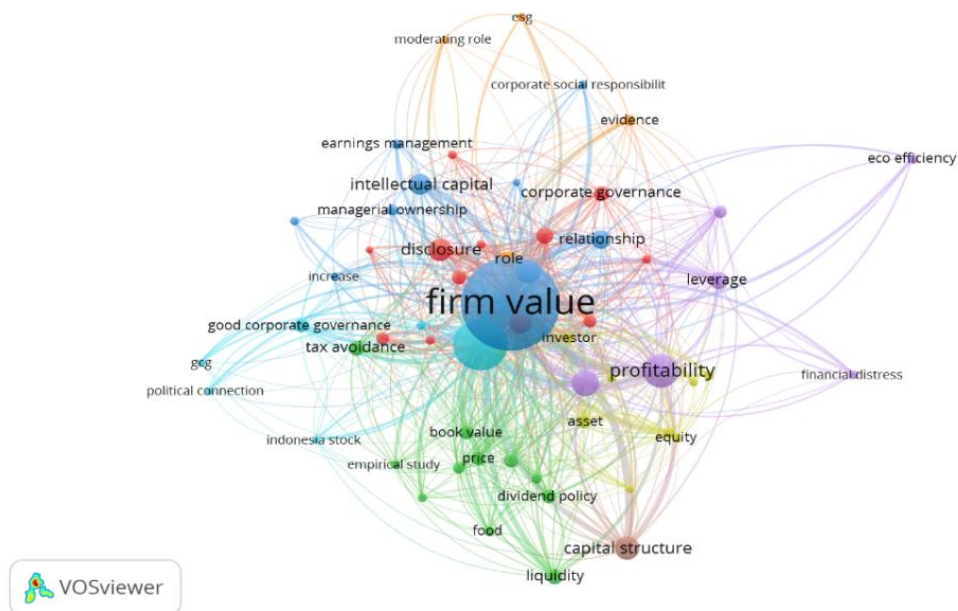 esg
moderating role
corporate social responsibilit
evidence
earnings management
eco efficiency
intellectual capital
corporate governance
managerial ownership
disclosure
relationship
role
increase
leverage
firm value
good corporate governance
investor
tax avoidance
gcg
profitability
financial distress
political connection
asset
book value
equity
indonesia stock
price
empirical study
dividend policy
food
capital structure
liquidity
VOSviewer